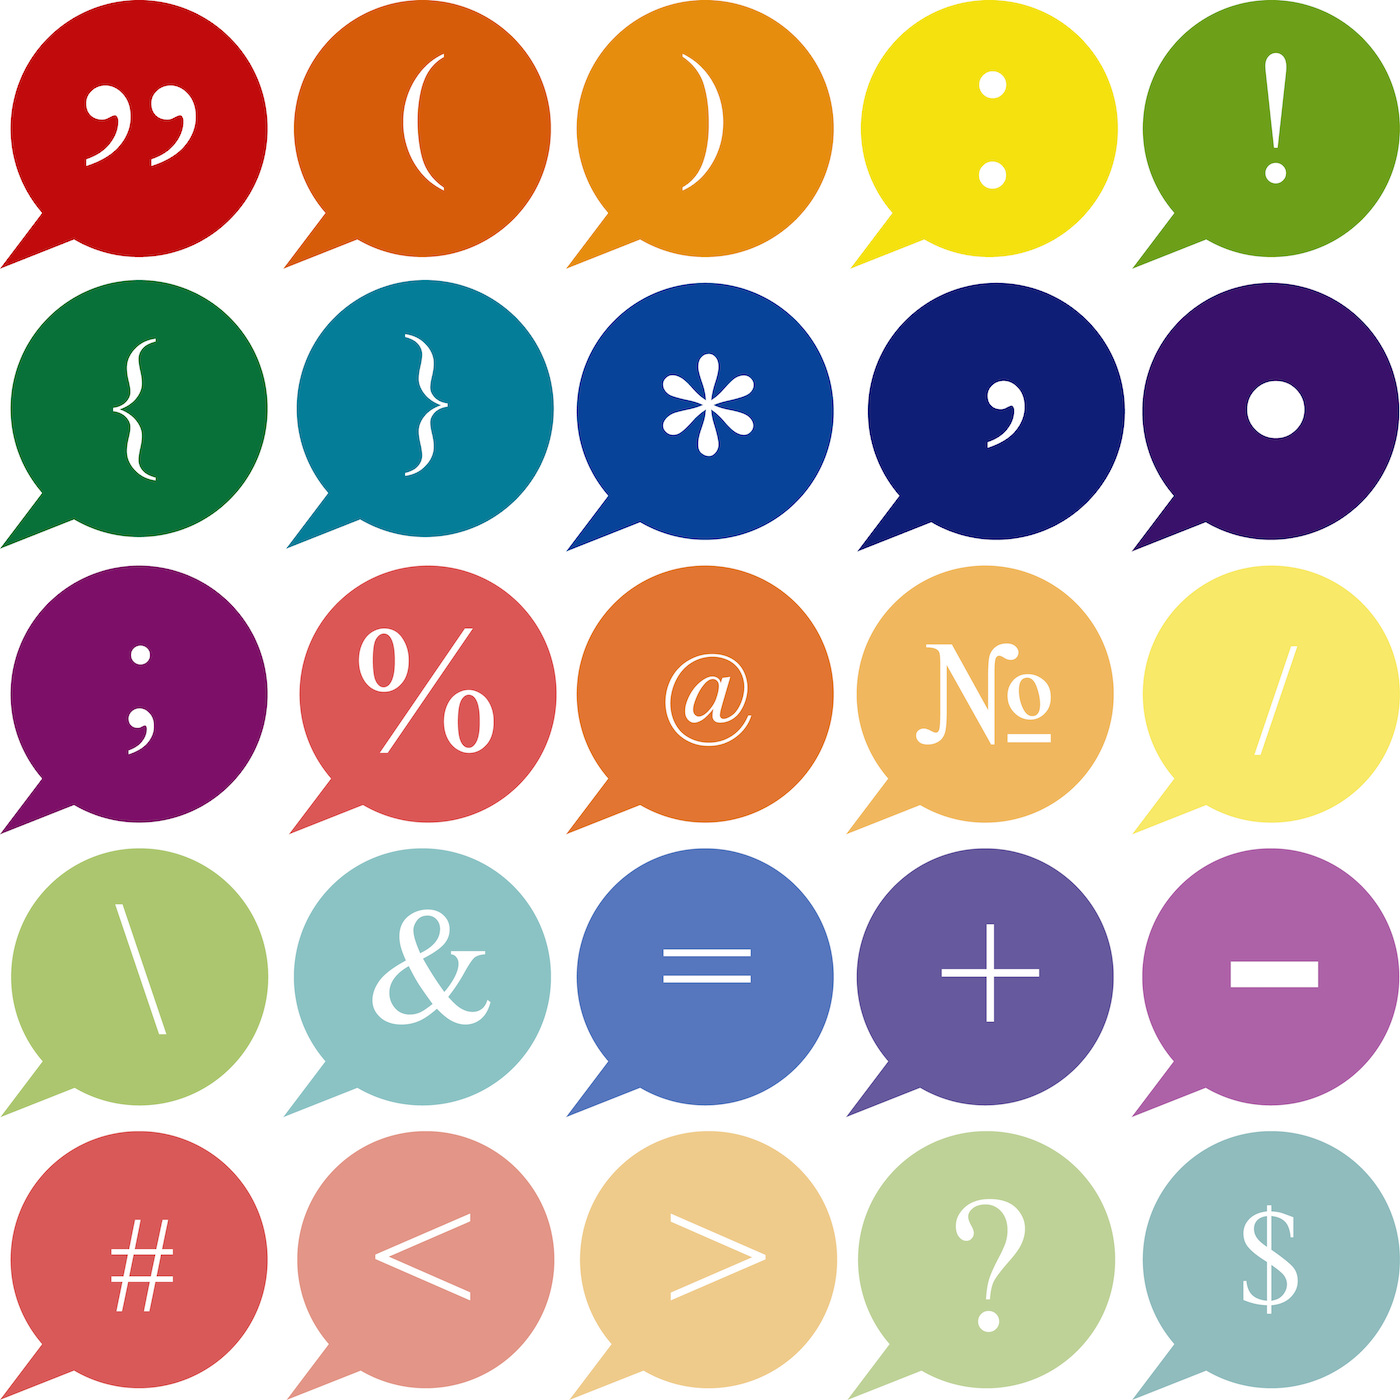 ” ( ) : !
{ } * , •
; % @ № /
\ & = + -
# < > ? $